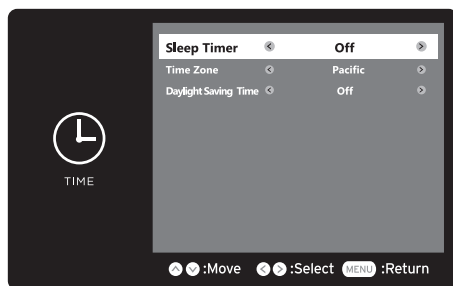 Sleep Timer Off
Time Zone Pacific
Daylight Saving Time Off
TIME
:Move :Select MENU :Return